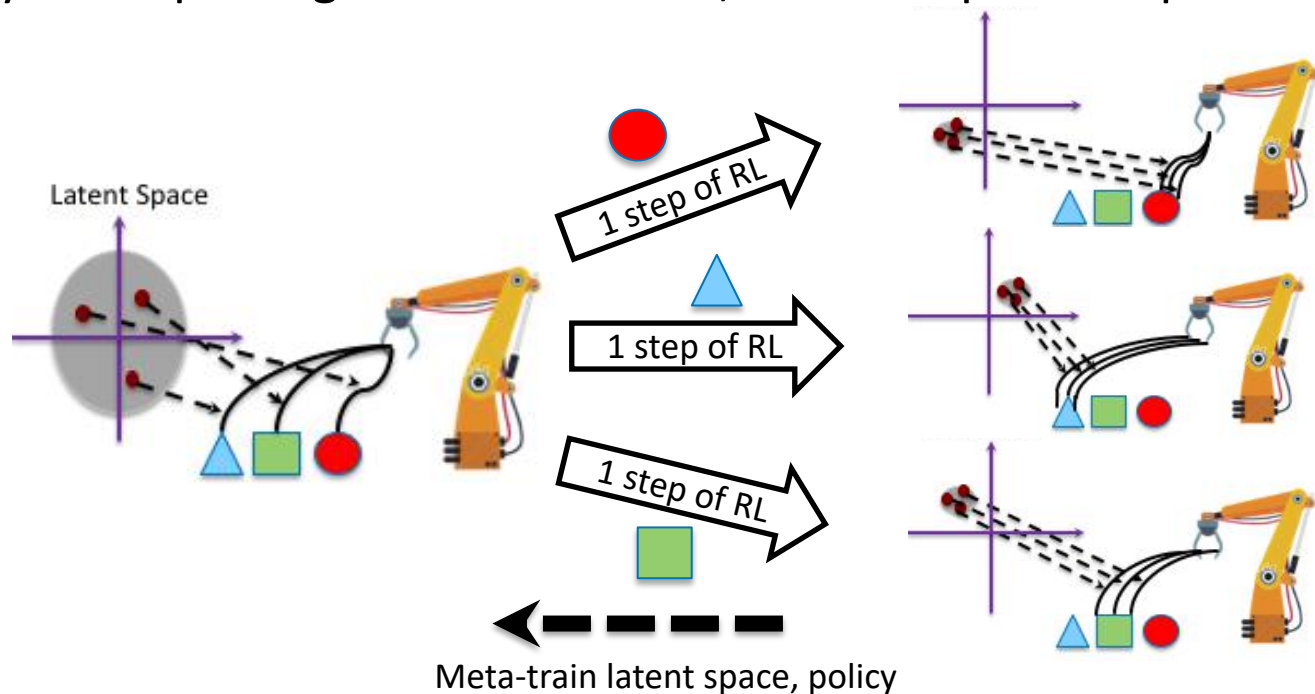 Latent Space
1 step of RL
1 step of RL
1 step of RL
Meta-train latent space, policy